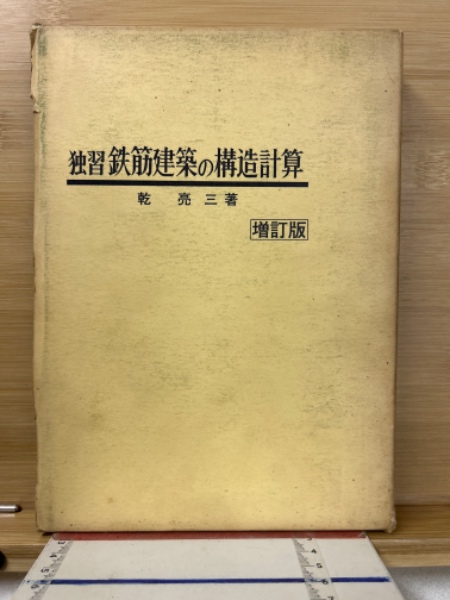 独習 鉄筋建築の構造計算
乾 亮三著
増訂版